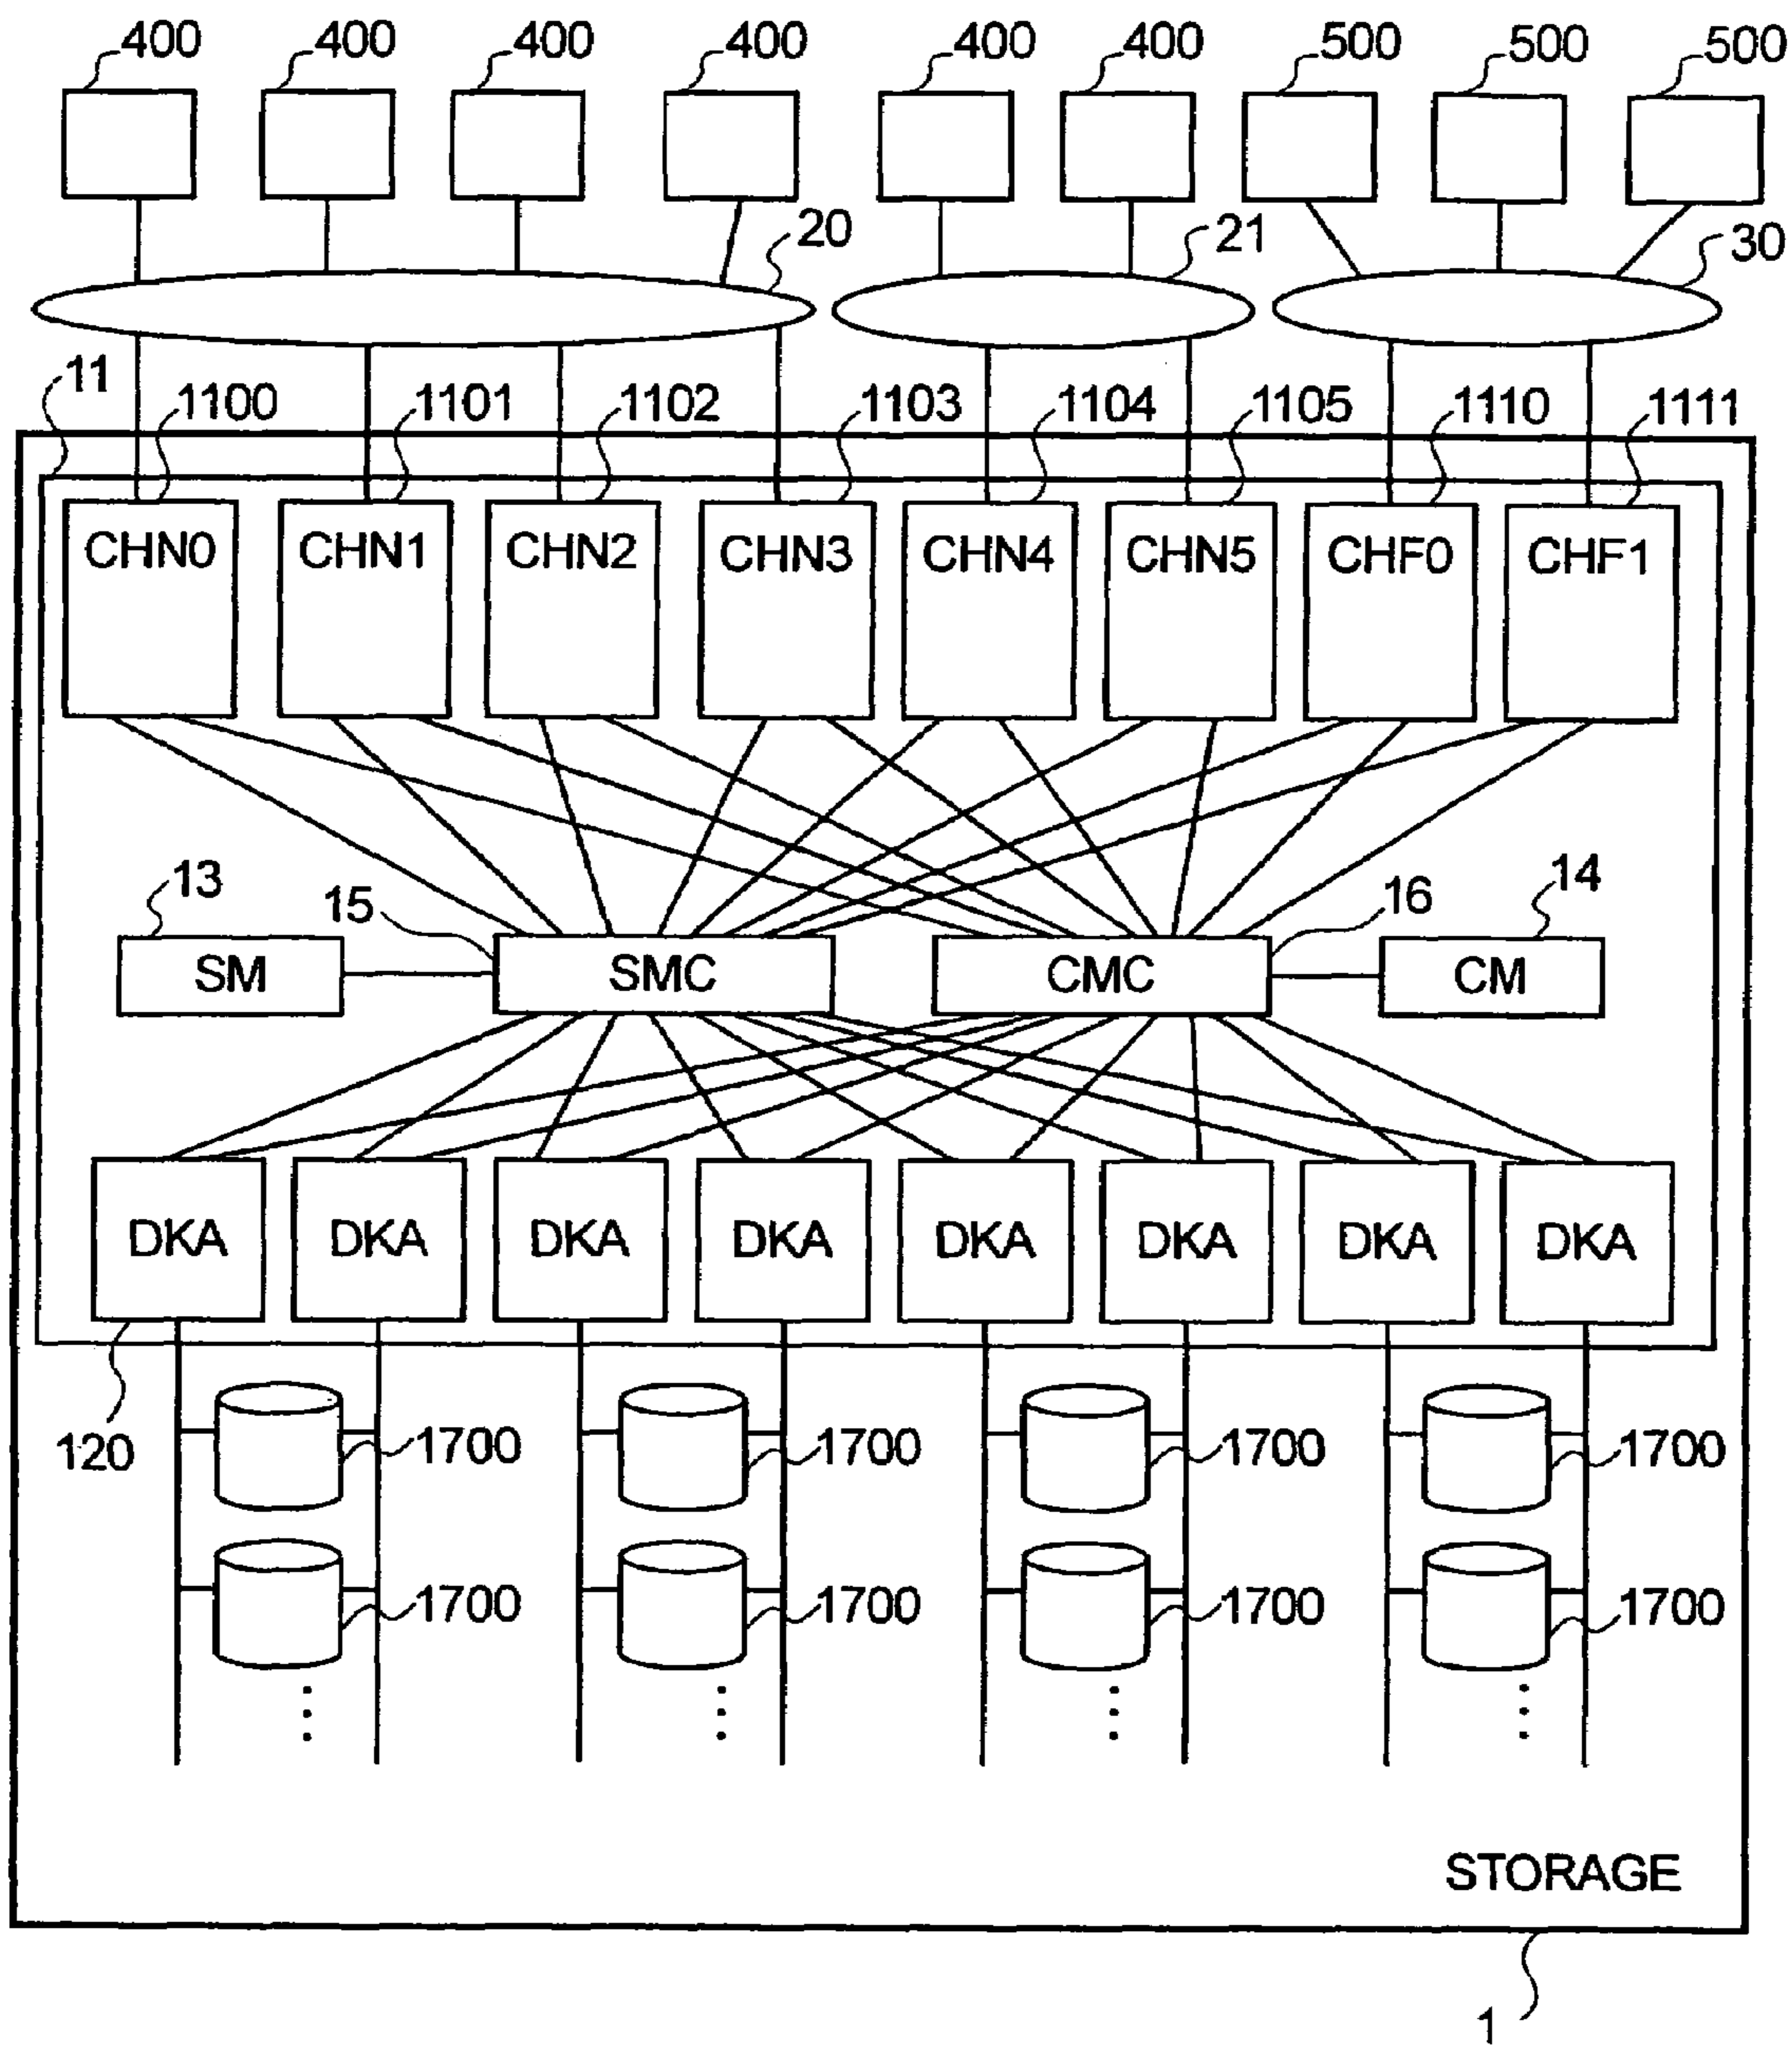 400 400 400 400 400 400 500 500 500
20 21 30
11 1100 1101 1102 1103 1104 1105 1110 1111
CHN0 CHN1 CHN2 CHN3 CHN4 CHN5 CHF0 CHF1
13 15 16 14
SM SMC CMC CM
DKA DKA DKA DKA DKA DKA DKA DKA
120 1700 1700 1700 1700
1700 1700 1700 1700
STORAGE
1